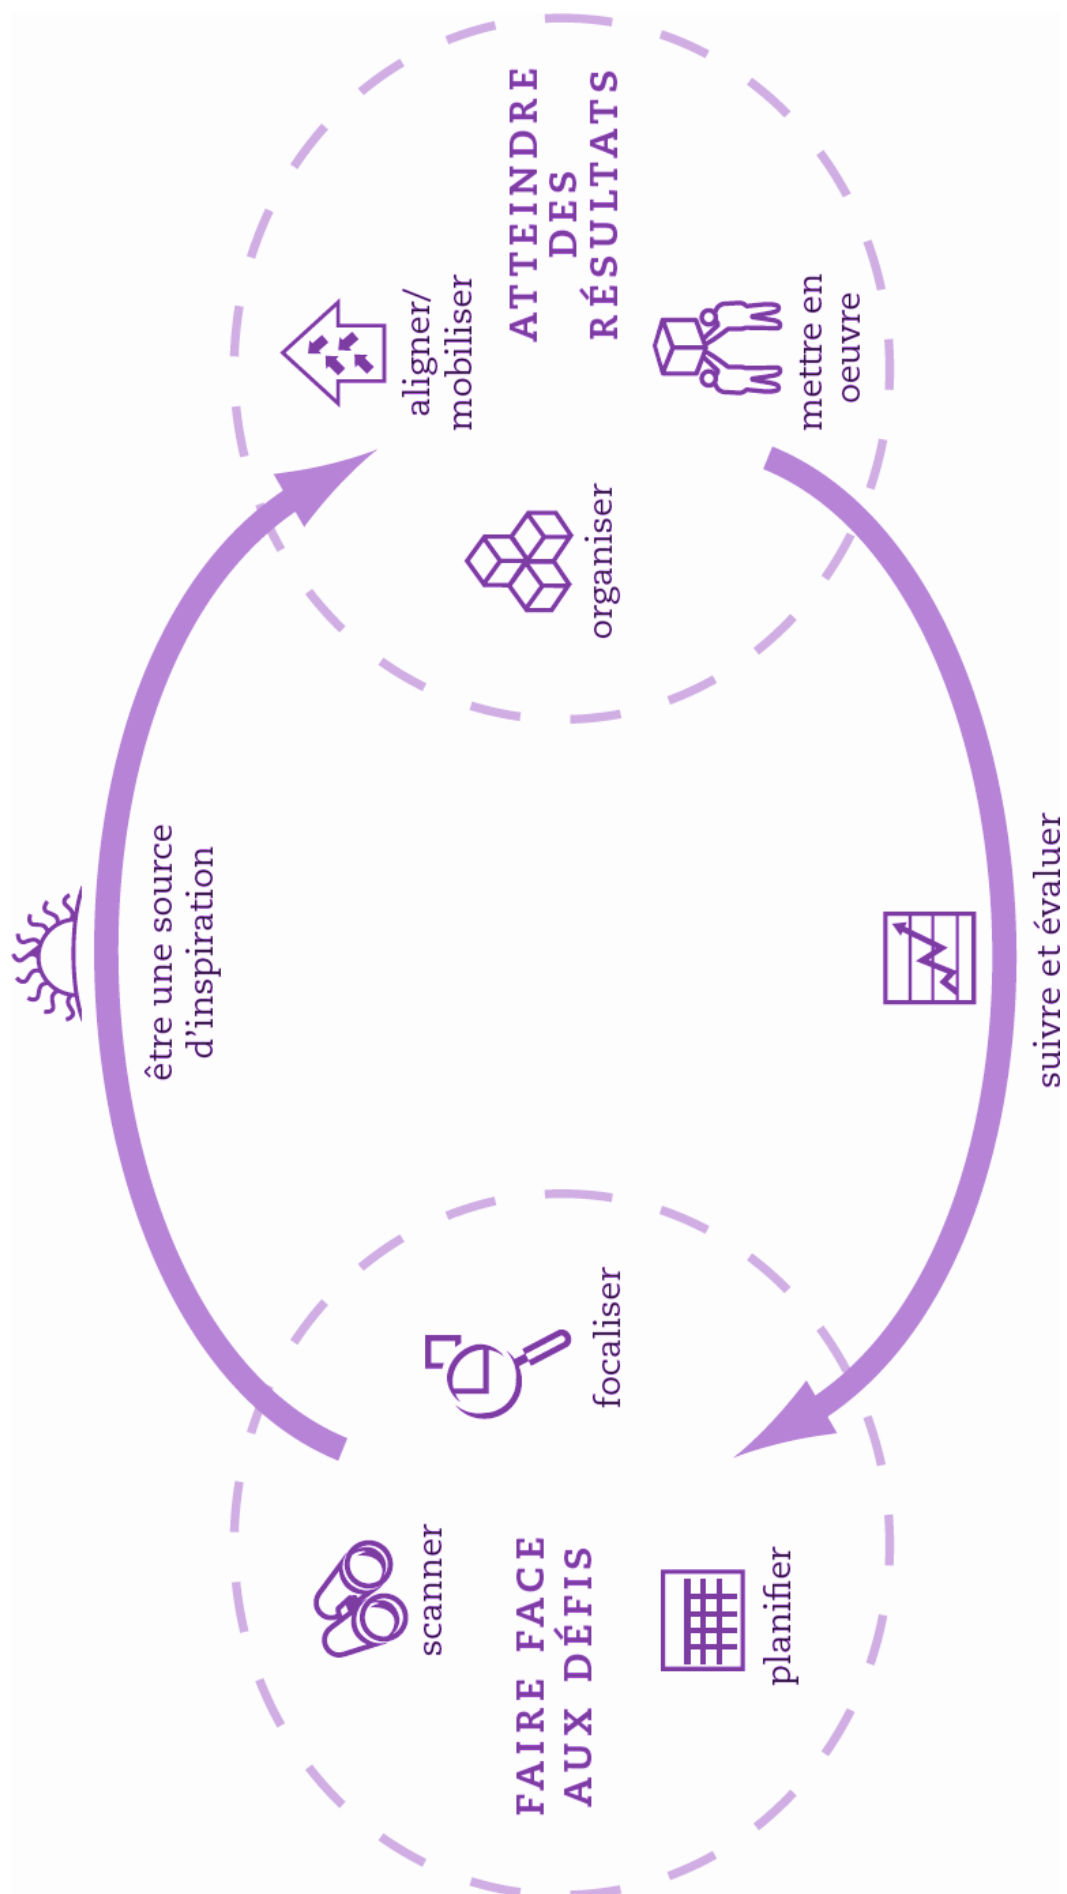 être une source
d’inspiration
scanner
FAIRE FACE
AUX DÉFIS
focaliser
planifier
aligner/
mobiliser
ATTEINDRE
DES
RÉSULTATS
organiser
mettre en
oeuvre
suivre et évaluer